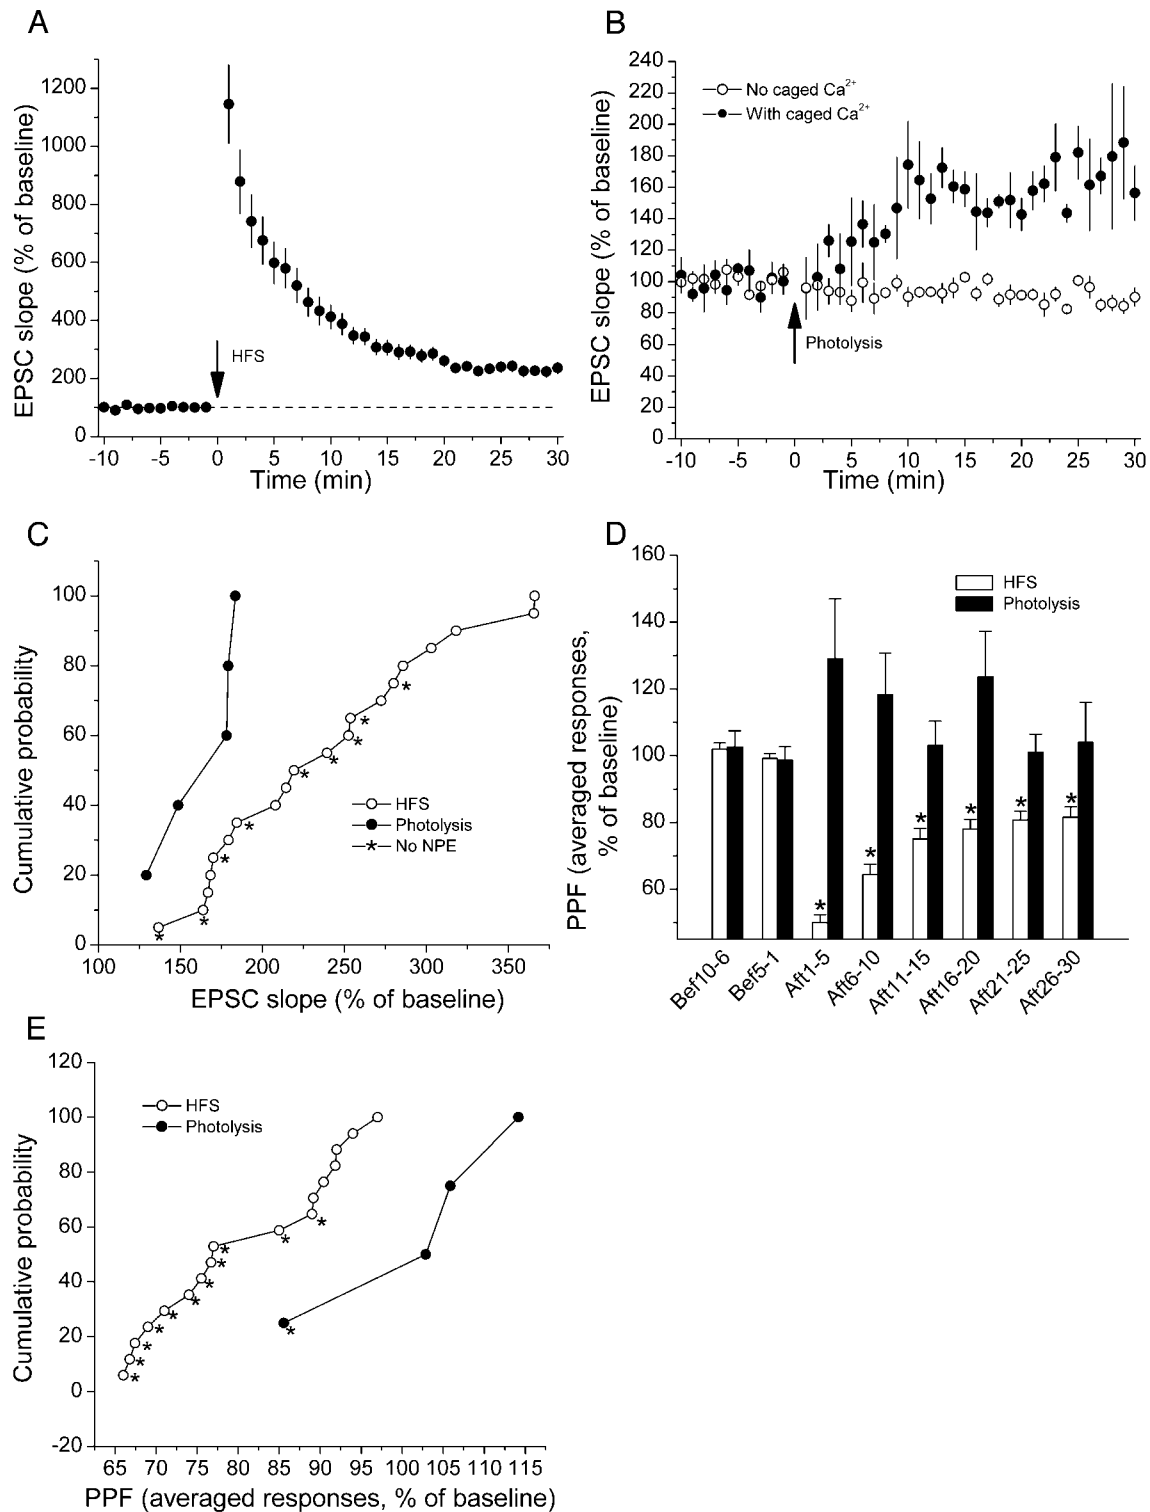 A
EPSC slope (% of baseline)
1200
1000
800
600
400
200
0
HFS
-10 -5 0 5 10 15 20 25 30
Time (min)
B
EPSC slope (% of baseline)
240
220
200
180
160
140
120
100
80
60
40
20
0
No caged Ca2+
With caged Ca2+
Photolysis
-10 -5 0 5 10 15 20 25 30
Time (min)
C
Cumulative probability
100
80
60
40
20
0
HFS
Photolysis
* No NPE
100 150 200 250 300 350
EPSC slope (% of baseline)
D
PPF (averaged responses,
% of baseline)
160
140
120
100
80
60
HFS
Photolysis
Bef10-6 Bef5-1 Aft1-5 Aft6-10 Aft11-15 Aft16-20 Aft21-25 Aft26-30
E
Cumulative probability
120
100
80
60
40
20
0
-20
HFS
Photolysis
65 70 75 80 85 90 95 100 105 110 115
PPF (averaged responses, % of baseline)